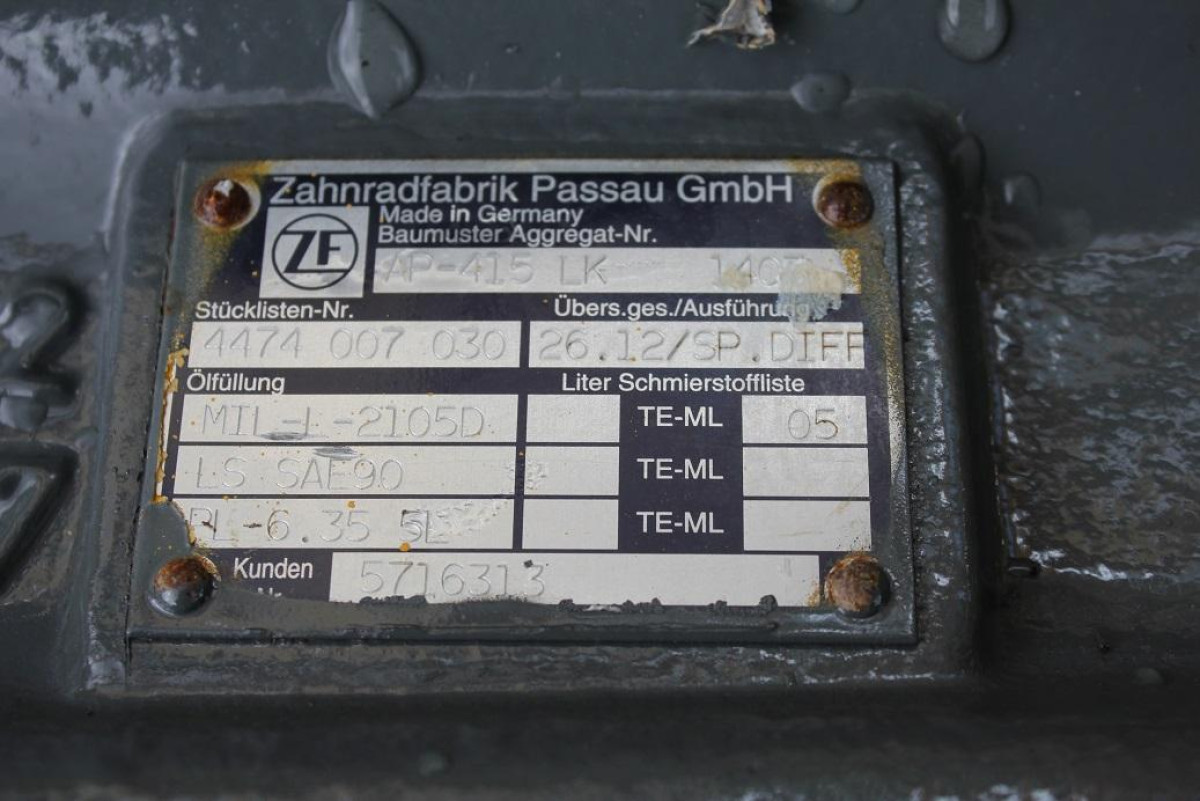 Zahnradfabrik Passau GmbH
ZF
Made in Germany
Baumuster Aggregat-Nr.
AP-415 LK
Stücklisten-Nr. Übers.ges./Ausführung
4474 007 030 26.12/SP.DIFF
Ölfüllung Liter Schmierstoffliste
MIL-L-2105D TE-ML 05
LS SAE90 TE-ML
TE-ML
Kunden
5716313